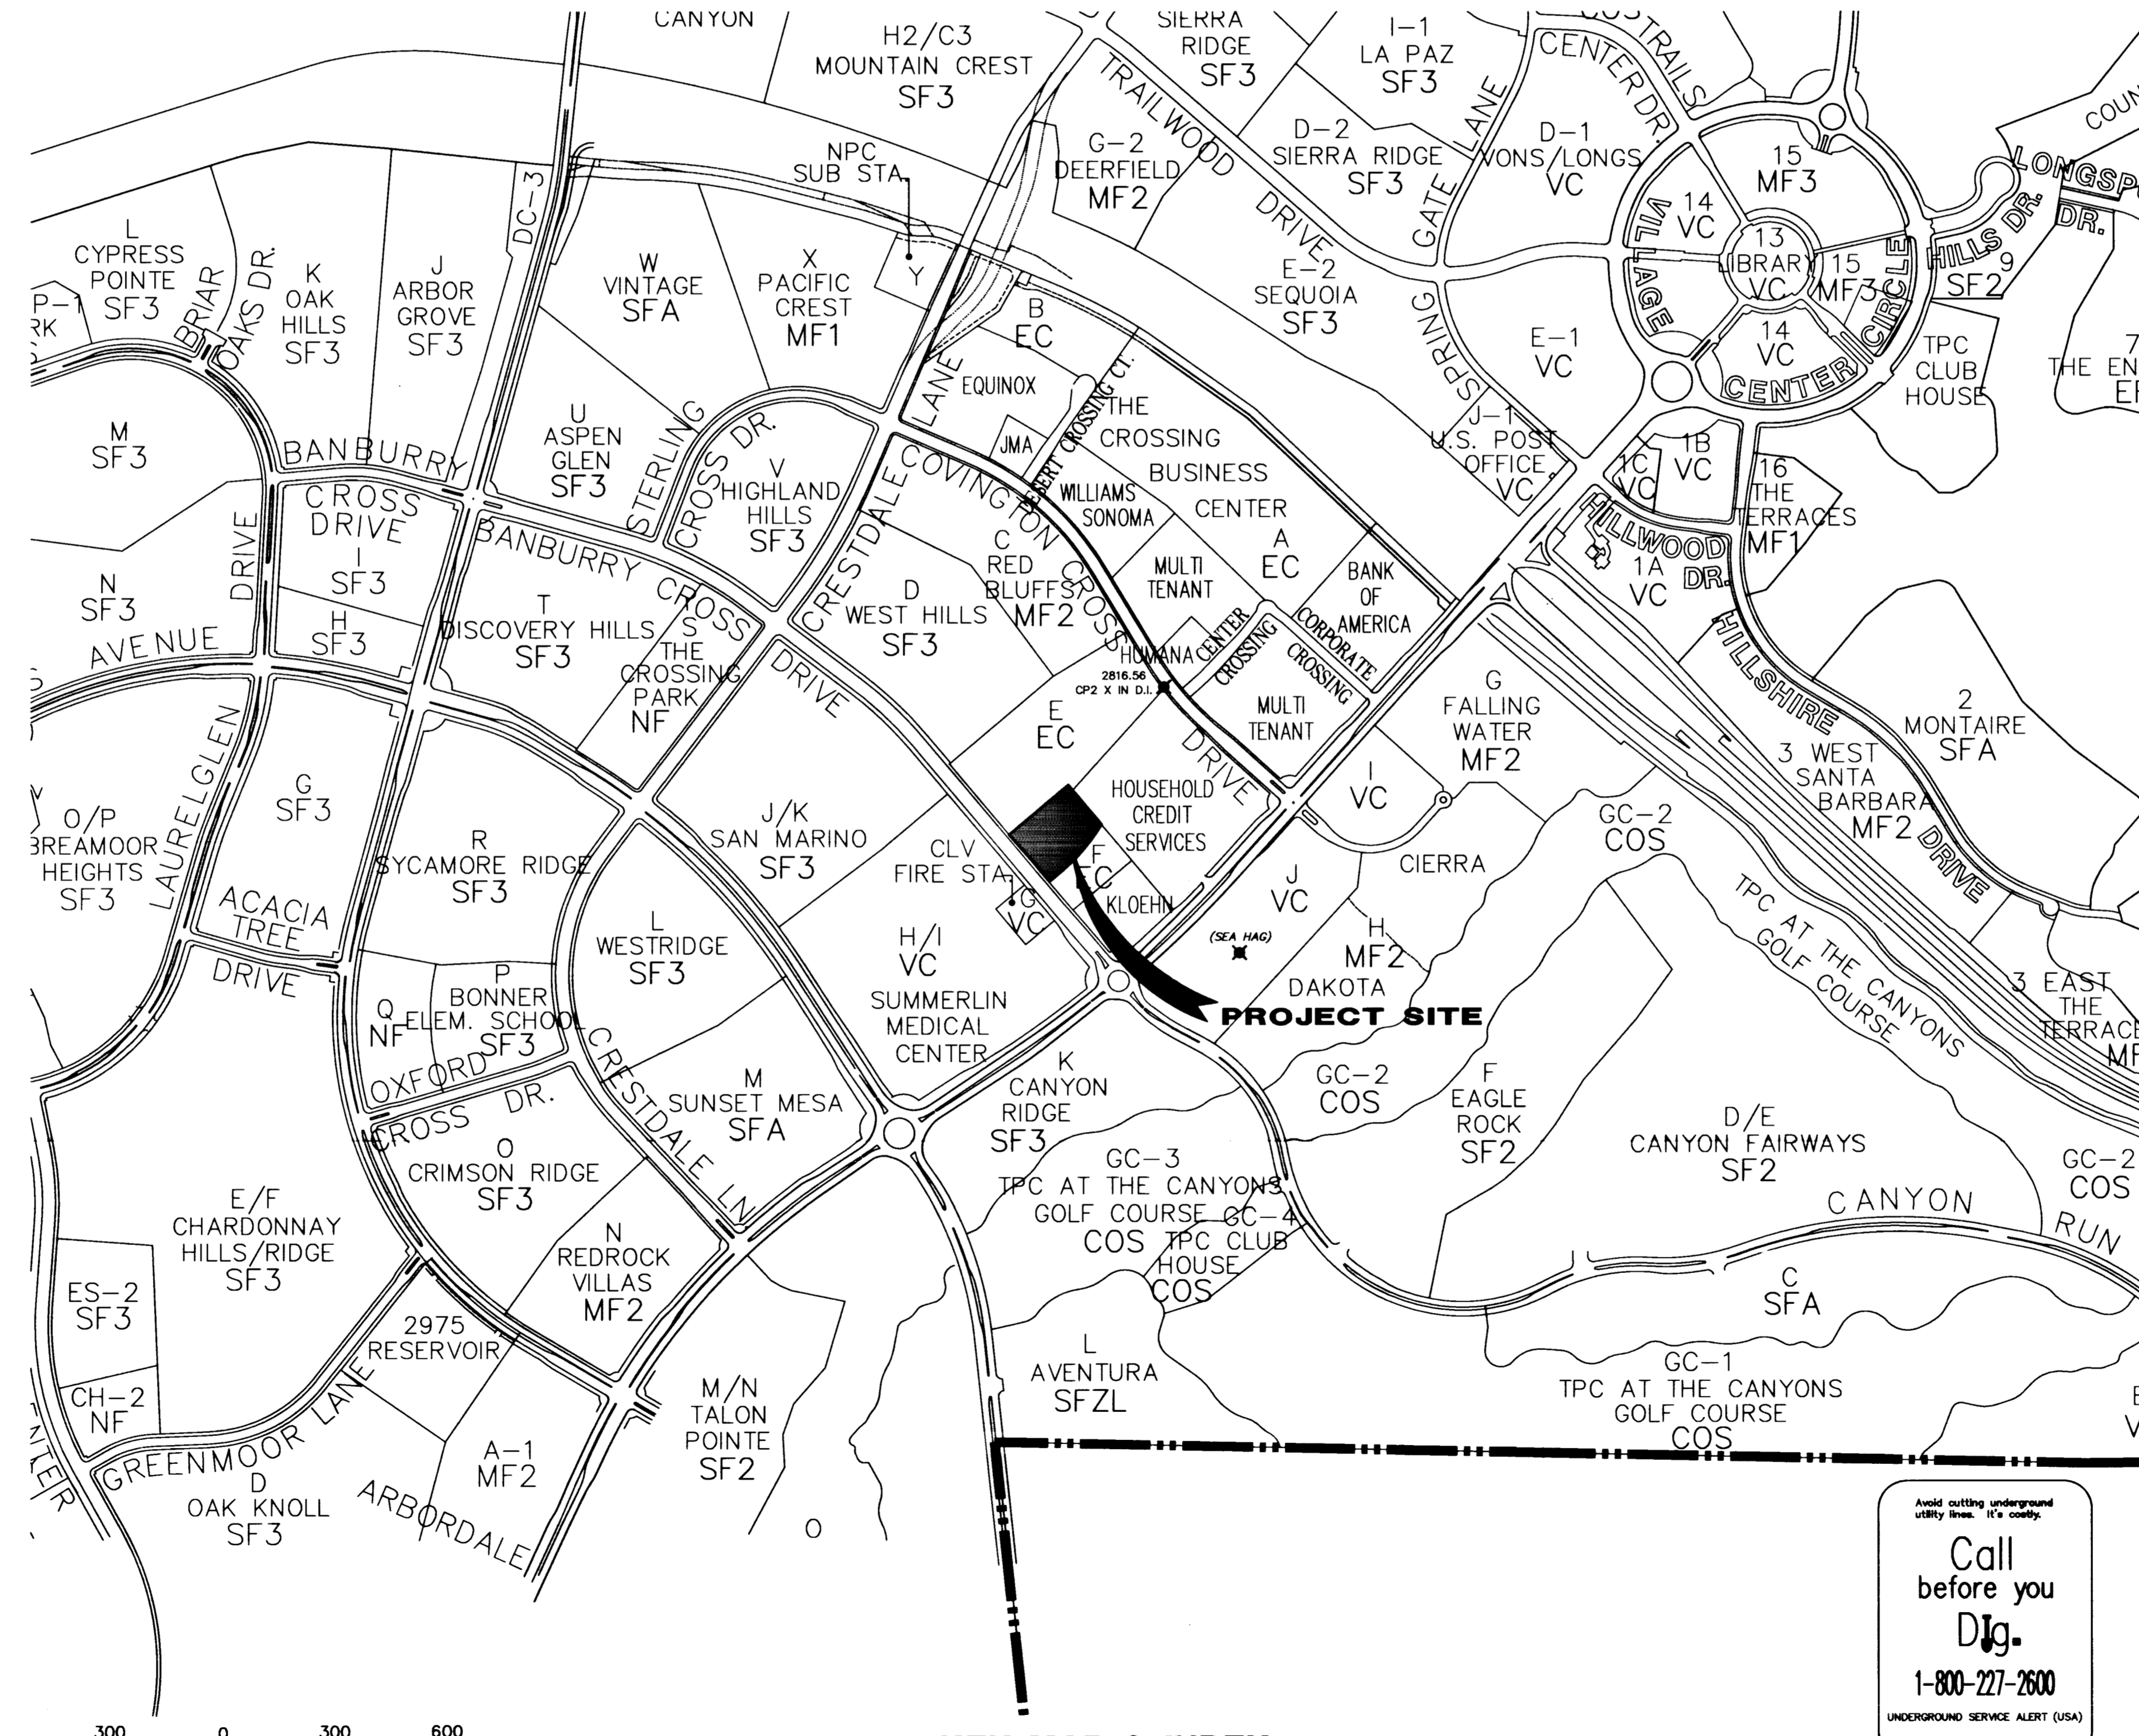 CANYON
H2/C3
MOUNTAIN CREST
SF3
SIERRA
RIDGE
SF3
I-1
LA PAZ
SF3
TRAILS
CENTER DR.
TRAILWOOD DRIVE
GATE LANE
SPRING
D-1
VONS/LONGS
VC
D-2
SIERRA RIDGE
SF3
G-2
DEERFIELD
MF2
NPC
SUB STA.
Y
15
MF3
14
VC
13
LIBRARY
VC
15
MF3
14
VC
VILLAGE
CENTER
CIRCLE
HILLS DR.
DR.
9
SF2
TPC
CLUB
HOUSE
L
CYPRESS
POINTE
SF3
BRIAR
OAKS DR.
K
OAK
HILLS
SF3
J
ARBOR
GROVE
SF3
DC-3
W
VINTAGE
SFA
X
PACIFIC
CREST
MF1
B
EC
EQUINOX
LANE
JMA
DESERT CROSSING CT.
THE
CROSSING
BUSINESS
CENTER
A
EC
E-2
SEQUOIA
SF3
E-1
VC
J-1
U.S. POST
OFFICE
VC
1C
VC
1B
VC
16
THE
TERRACES
MF1
HILLWOOD
DR.
1A
VC
M
SF3
BANBURRY
CROSS
DRIVE
U
ASPEN
GLEN
SF3
STERLING
CROSS DR.
V
HIGHLAND
HILLS
SF3
CRESTDALE
COVINGTON CROSS
DRIVE
WILLIAMS
SONOMA
MULTI
TENANT
BANK
OF
AMERICA
C
RED
BLUFFS
MF2
D
WEST HILLS
SF3
N
SF3
DRIVE
I
SF3
H
SF3
AVENUE
BANBURRY CROSS
DRIVE
T
DISCOVERY HILLS
SF3
S
THE
CROSSING
PARK
NF
HUMANA
CENTER
CROSSING
CORPORATE
CROSSING
2816.56
CP2 X IN D.I.
E
EC
MULTI
TENANT
G
FALLING
WATER
MF2
HILLSHIRE
DRIVE
2
MONTAIRE
SFA
3 WEST
SANTA
BARBARA
MF2
LAURELGLEN
G
SF3
O/P
HEIGHTS
SF3
R
SYCAMORE RIDGE
SF3
J/K
SAN MARINO
SF3
HOUSEHOLD
CREDIT
SERVICES
I
VC
GC-2
COS
CLV
FIRE STA.
G
VC
F
EC
KLOEHN
J
VC
CIERRA
ACACIA
TREE
DRIVE
L
WESTRIDGE
SF3
H/I
VC
SUMMERLIN
MEDICAL
CENTER
(SEA HAG)
H
MF2
DAKOTA
PROJECT SITE
TPC AT THE CANYONS
GOLF COURSE
3 EAST
THE
Q
NF
P
BONNER
ELEM. SCHOOL
SF3
OXFORD
CROSS DR.
CRESTDALE LN
M
SUNSET MESA
SFA
K
CANYON
RIDGE
SF3
GC-2
COS
F
EAGLE
ROCK
SF2
D/E
CANYON FAIRWAYS
SF2
O
CRIMSON RIDGE
SF3
GC-3
TPC AT THE CANYONS
GOLF COURSE
COS
GC-4
TPC CLUB
HOUSE
COS
GC-2
COS
CANYON
RUN
E/F
CHARDONNAY
HILLS/RIDGE
SF3
N
REDROCK
VILLAS
MF2
C
SFA
ES-2
SF3
2975
RESERVOIR
L
AVENTURA
SFZL
GC-1
TPC AT THE CANYONS
GOLF COURSE
COS
CH-2
NF
GREENMOOR LANE
M/N
TALON
POINTE
SF2
A-1
MF2
D
OAK KNOLL
SF3
ARBORDALE
O
Avoid cutting underground
utility lines. It's costly.
Call
before you
Dig.
1-800-227-2600
UNDERGROUND SERVICE ALERT (USA)
300 0 300 600